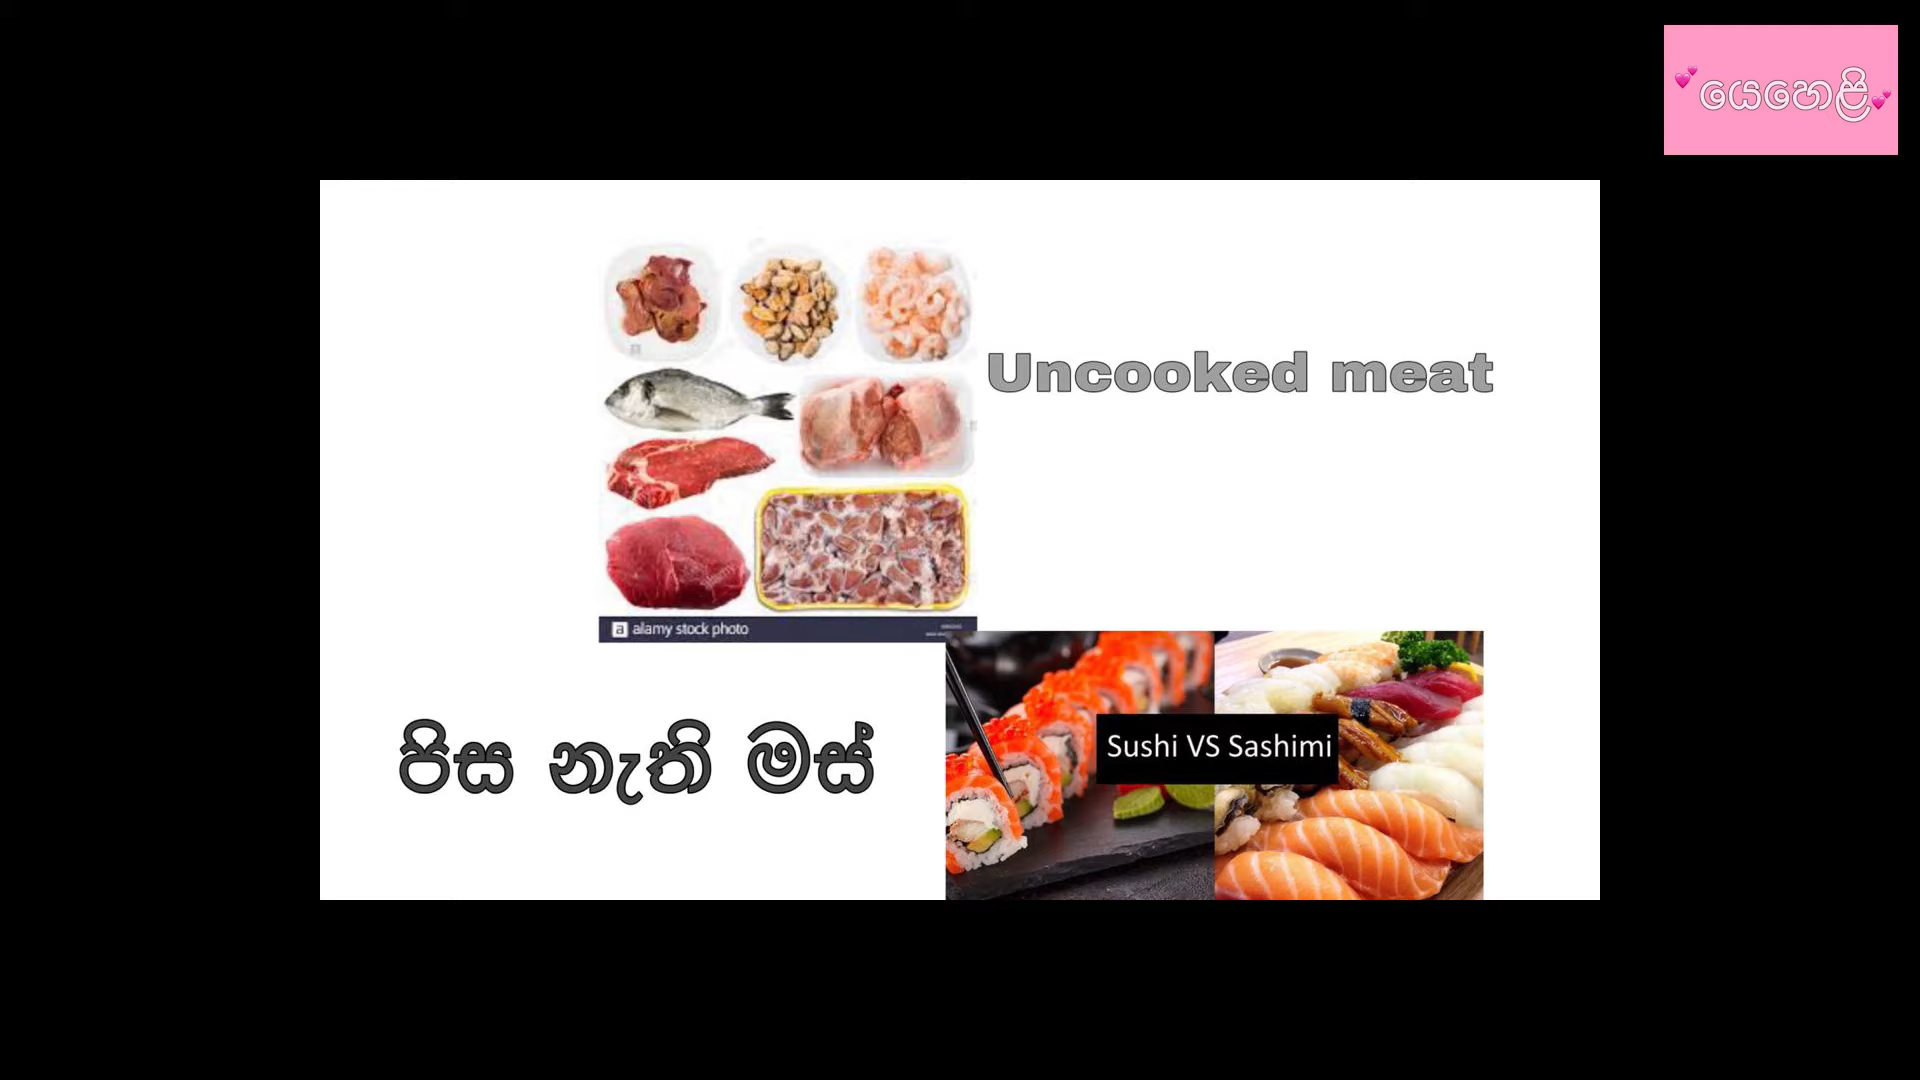 යෙහෙළි
Uncooked meat
alamy stock photo
පිස නැති මස්
Sushi VS Sashimi